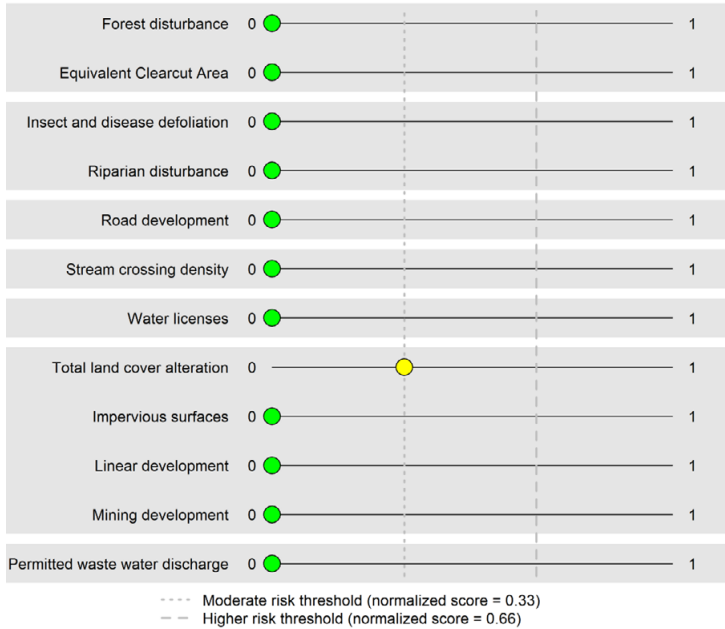 Forest disturbance 0 1
Equivalent Clearcut Area 0 1
Insect and disease defoliation 0 1
Riparian disturbance 0 1
Road development 0 1
Stream crossing density 0 1
Water licenses 0 1
Total land cover alteration 0 1
Impervious surfaces 0 1
Linear development 0 1
Mining development 0 1
Permitted waste water discharge 0 1
Moderate risk threshold (normalized score = 0.33)
Higher risk threshold (normalized score = 0.66)